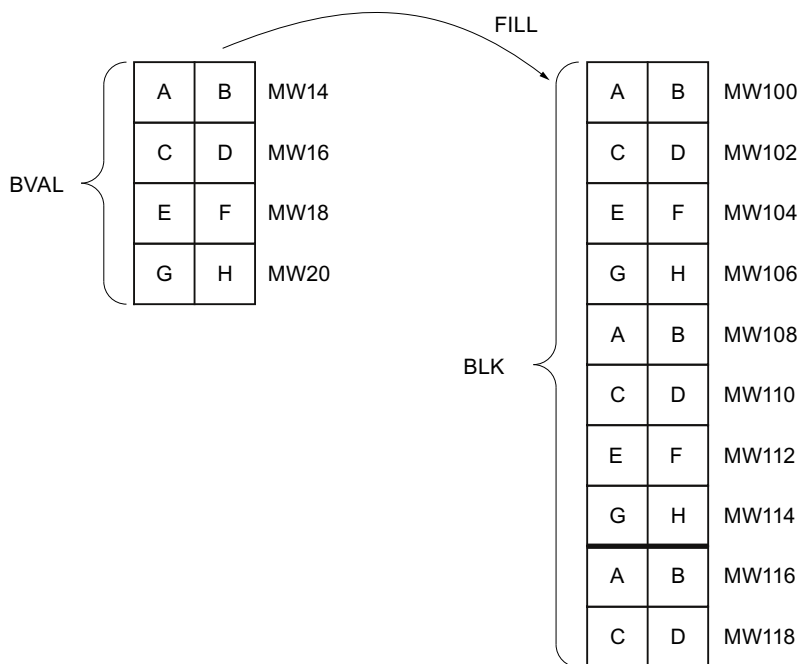 FILL
A B MW14
C D MW16
BVAL
E F MW18
G H MW20
A B MW100
C D MW102
E F MW104
G H MW106
A B MW108
BLK
C D MW110
E F MW112
G H MW114
A B MW116
C D MW118